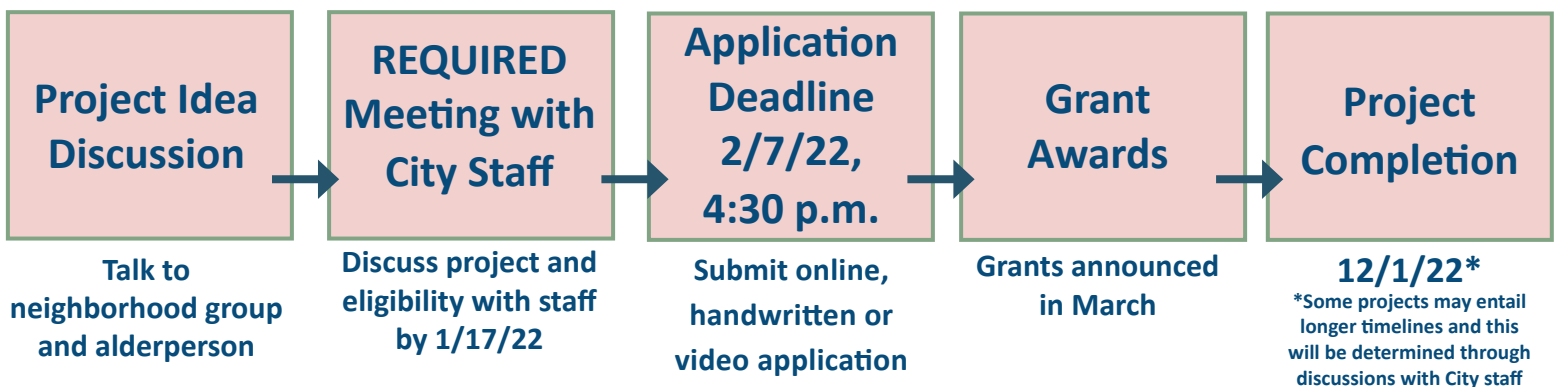 Project Idea
Discussion
Talk to
neighborhood group
and alderperson
REQUIRED
Meeting with
City Staff
Discuss project and
eligibility with staff
by 1/17/22
Application
Deadline
2/7/22,
4:30 p.m.
Submit online,
handwritten or
video application
Grant
Awards
Grants announced
in March
Project
Completion
12/1/22*
*Some projects may entail
longer timelines and this
will be determined through
discussions with City staff